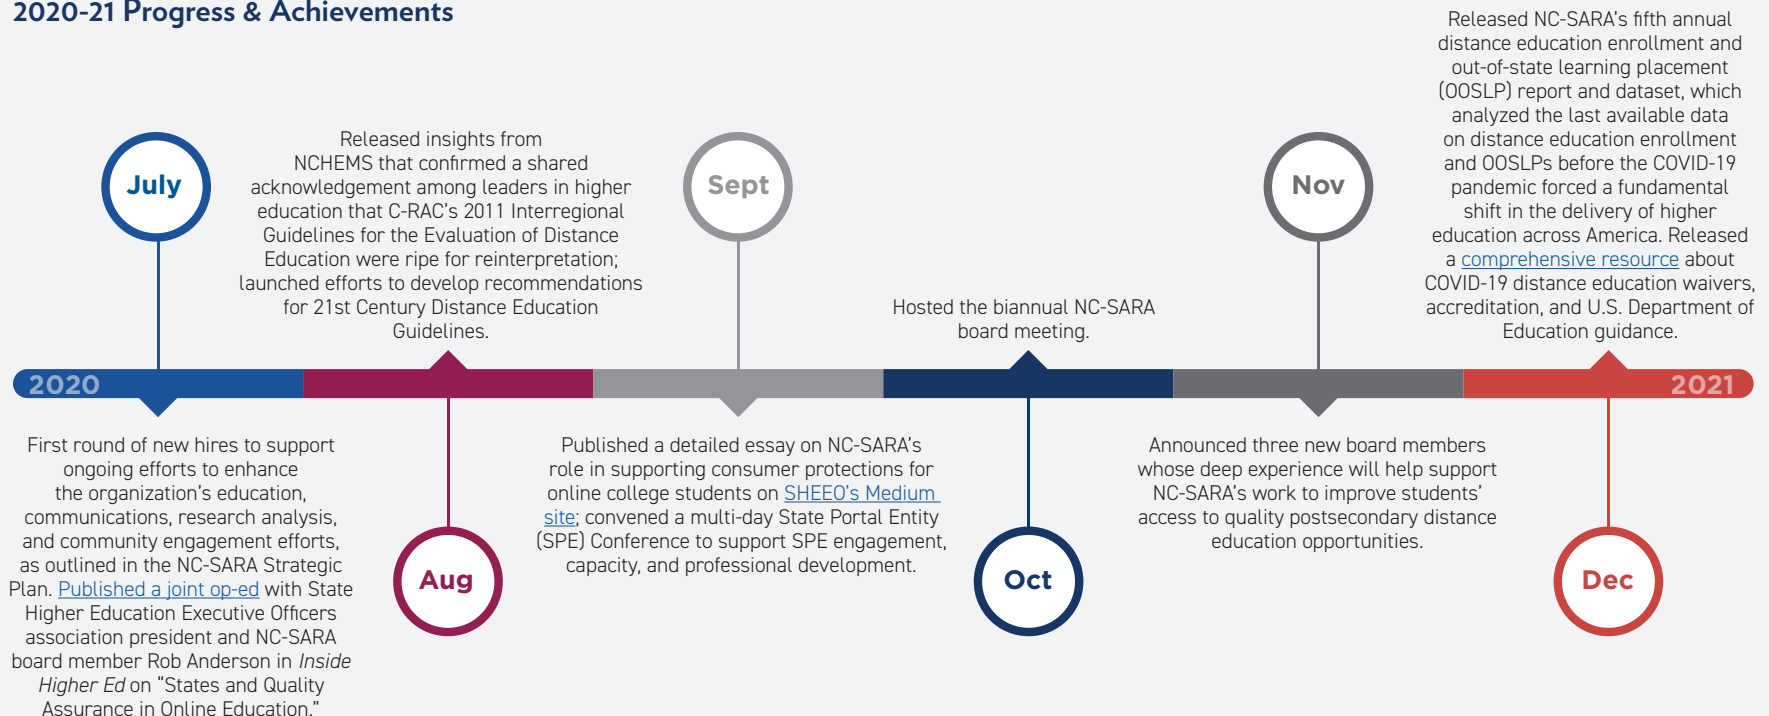 2020-21 Progress & Achievements
July
First round of new hires to support
ongoing efforts to enhance
the organization's education,
communications, research analysis,
and community engagement efforts,
as outlined in the NC-SARA Strategic
Plan. Published a joint op-ed with State
Higher Education Executive Officers
association president and NC-SARA
board member Rob Anderson in Inside
Higher Ed on “States and Quality
Assurance in Online Education.”
Released insights from
NCHEMS that confirmed a shared
acknowledgement among leaders in higher
education that C-RAC's 2011 Interregional
Guidelines for the Evaluation of Distance
Education were ripe for reinterpretation;
launched efforts to develop recommendations
for 21st Century Distance Education
Guidelines.
Aug
Sept
Published a detailed essay on NC-SARA's
role in supporting consumer protections for
online college students on SHEEO's Medium
site; convened a multi-day State Portal Entity
(SPE) Conference to support SPE engagement,
capacity, and professional development.
Hosted the biannual NC-SARA
board meeting.
Oct
Nov
Announced three new board members
whose deep experience will help support
NC-SARA's work to improve students'
access to quality postsecondary distance
education opportunities.
Released NC-SARA's fifth annual
distance education enrollment and
out-of-state learning placement
(OOSLP) report and dataset, which
analyzed the last available data
on distance education enrollment
and OOSLPs before the COVID-19
pandemic forced a fundamental
shift in the delivery of higher
education across America. Released
a comprehensive resource about
COVID-19 distance education waivers,
accreditation, and U.S. Department of
Education guidance.
Dec
2020
2021